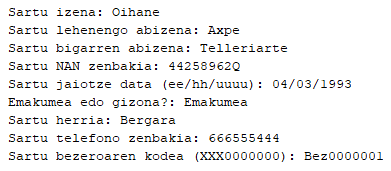 Sartu izena: Oihane
Sartu lehenengo abizena: Axpe
Sartu bigarren abizena: Telleriarte
Sartu NAN zenbakia: 44258962Q
Sartu jaiotze data (ee/hh/uuuu): 04/03/1993
Emakumea edo gizona?: Emakumea
Sartu herria: Bergara
Sartu telefono zenbakia: 666555444
Sartu bezeroaren kodea (XXX0000000): Bez0000001